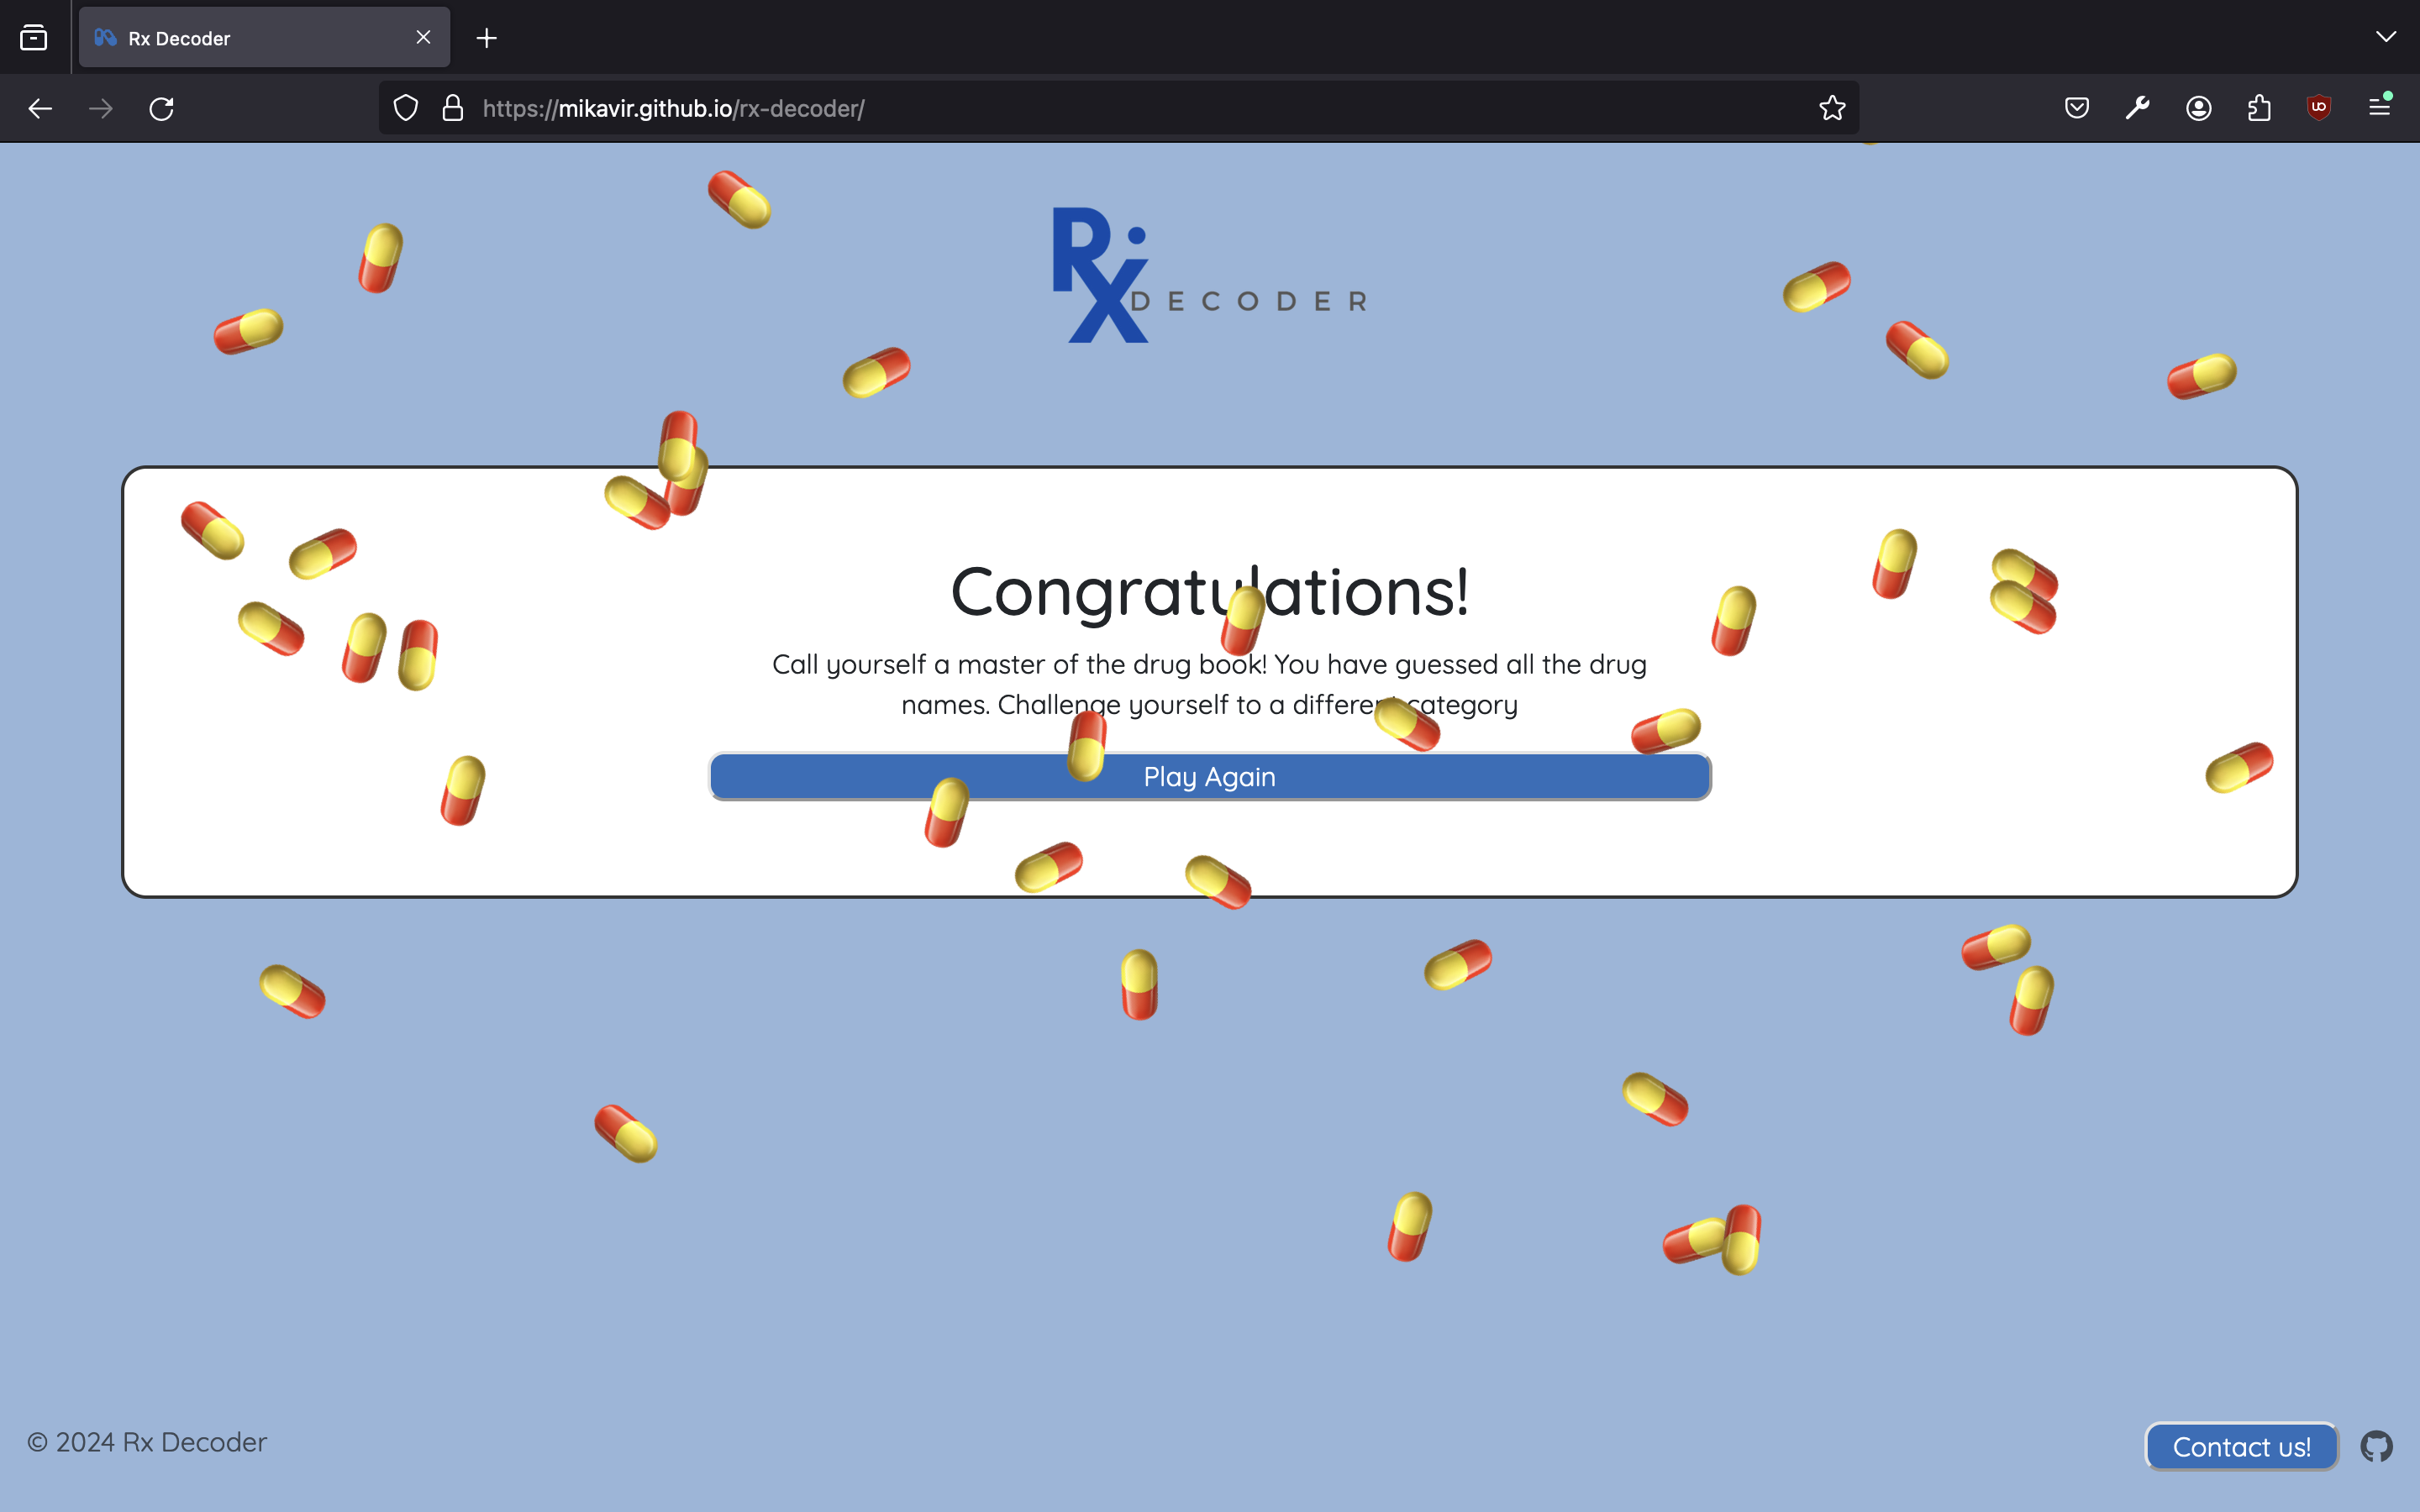 Rx Decoder
https://mikavir.github.io/rx-decoder/
Rx
DECODER
Congratulations!
Call yourself a master of the drug book! You have guessed all the drug
names. Challenge yourself to a different category
Play Again
© 2024 Rx Decoder
Contact us!